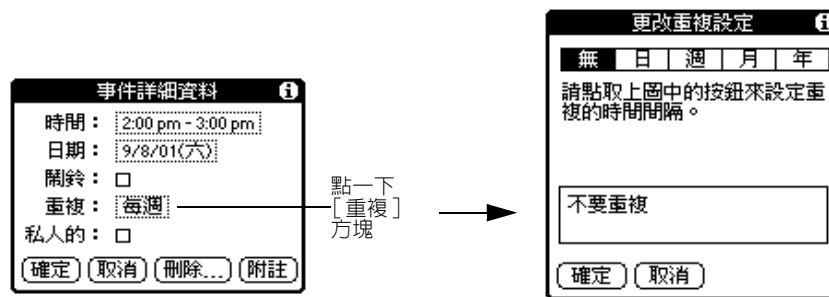 事件詳細資料
時間： 2:00 pm - 3:00 pm
日期： 9/8/01(六)
鬧鈴：
重複： 每週
私人的：
確定 取消 刪除... 附註
點一下
[重複]
方塊
更改重複設定
無 日 週 月 年
請點取上圖中的按鈕來設定重
複的時間間隔。
不要重複
確定 取消